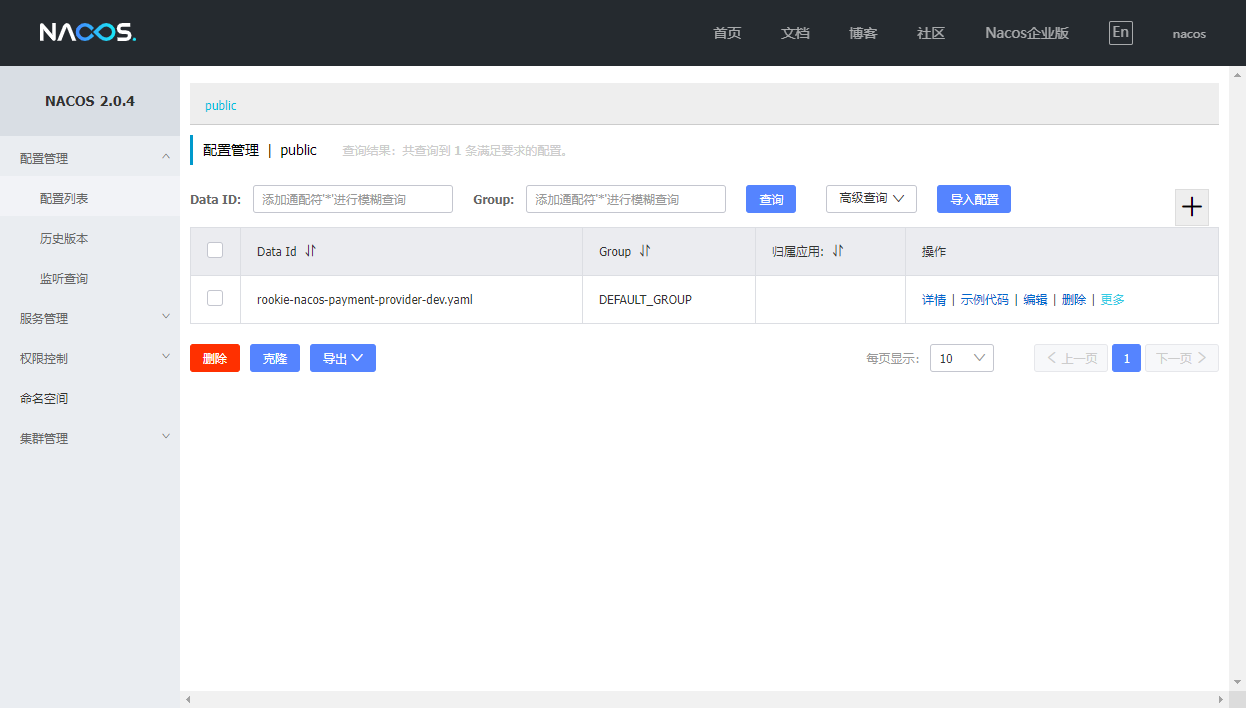 NACOS. 首页 文档 博客 社区 Nacos企业版 En nacos
NACOS 2.0.4
配置管理
配置列表
历史版本
监听查询
服务管理
权限控制
命名空间
集群管理
public
配置管理 | public 查询结果：共查询到 1 条满足要求的配置。
Data ID: 添加通配符'*'进行模糊查询 Group: 添加通配符'*'进行模糊查询 查询 高级查询 导入配置
Data Id Group 归属应用: 操作
rookie-nacos-payment-provider-dev.yaml DEFAULT_GROUP 详情 | 示例代码 | 编辑 | 删除 | 更多
删除 克隆 导出 每页显示: 10 上一页 1 下一页